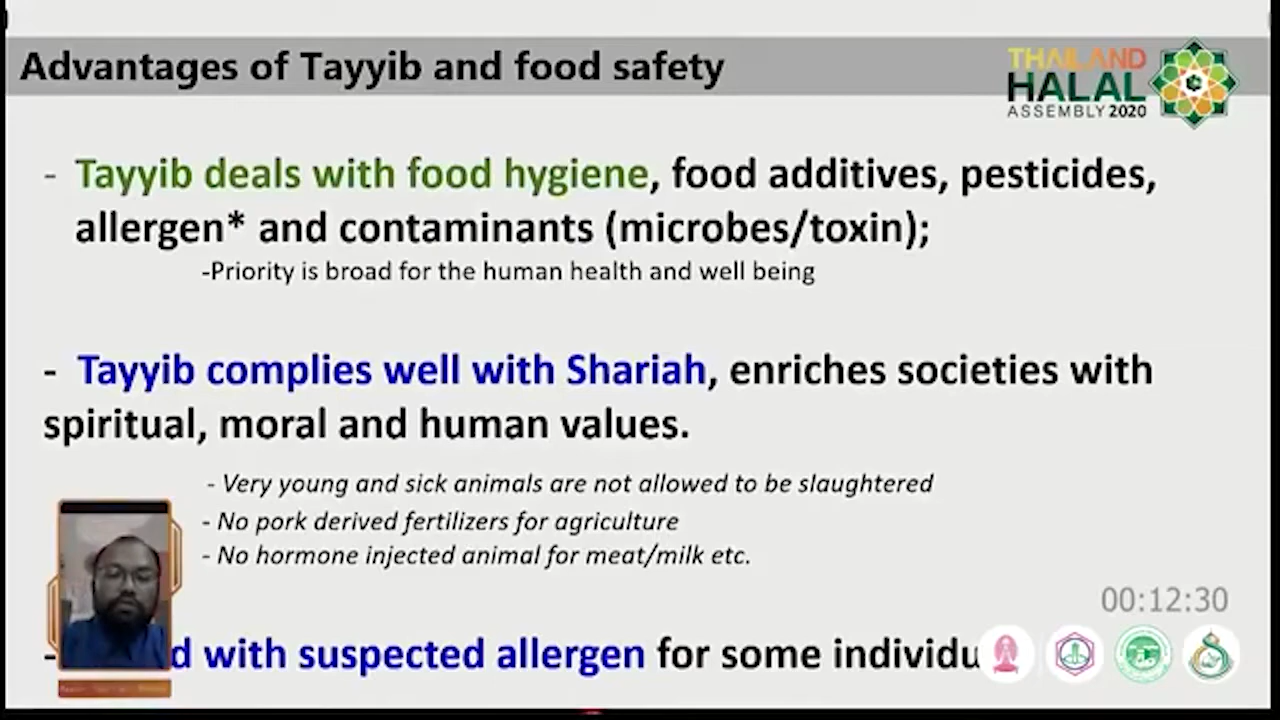 Advantages of Tayyib and food safety
THAILAND
HALAL
ASSEMBLY 2020
- Tayyib deals with food hygiene, food additives, pesticides,
allergen* and contaminants (microbes/toxin);
-Priority is broad for the human health and well being
- Tayyib complies well with Shariah, enriches societies with
spiritual, moral and human values.
- Very young and sick animals are not allowed to be slaughtered
- No pork derived fertilizers for agriculture
- No hormone injected animal for meat/milk etc.
00:12:30
- d with suspected allergen for some individu